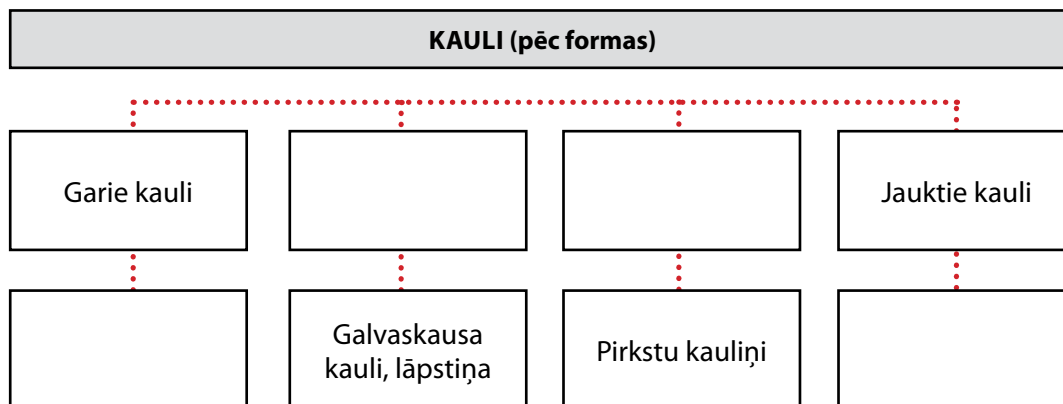 KAULI (pēc formas)
Garie kauli
Jauktie kauli
Galvaskausa
kauli, lāpstiņa
Pirkstu kauliņi